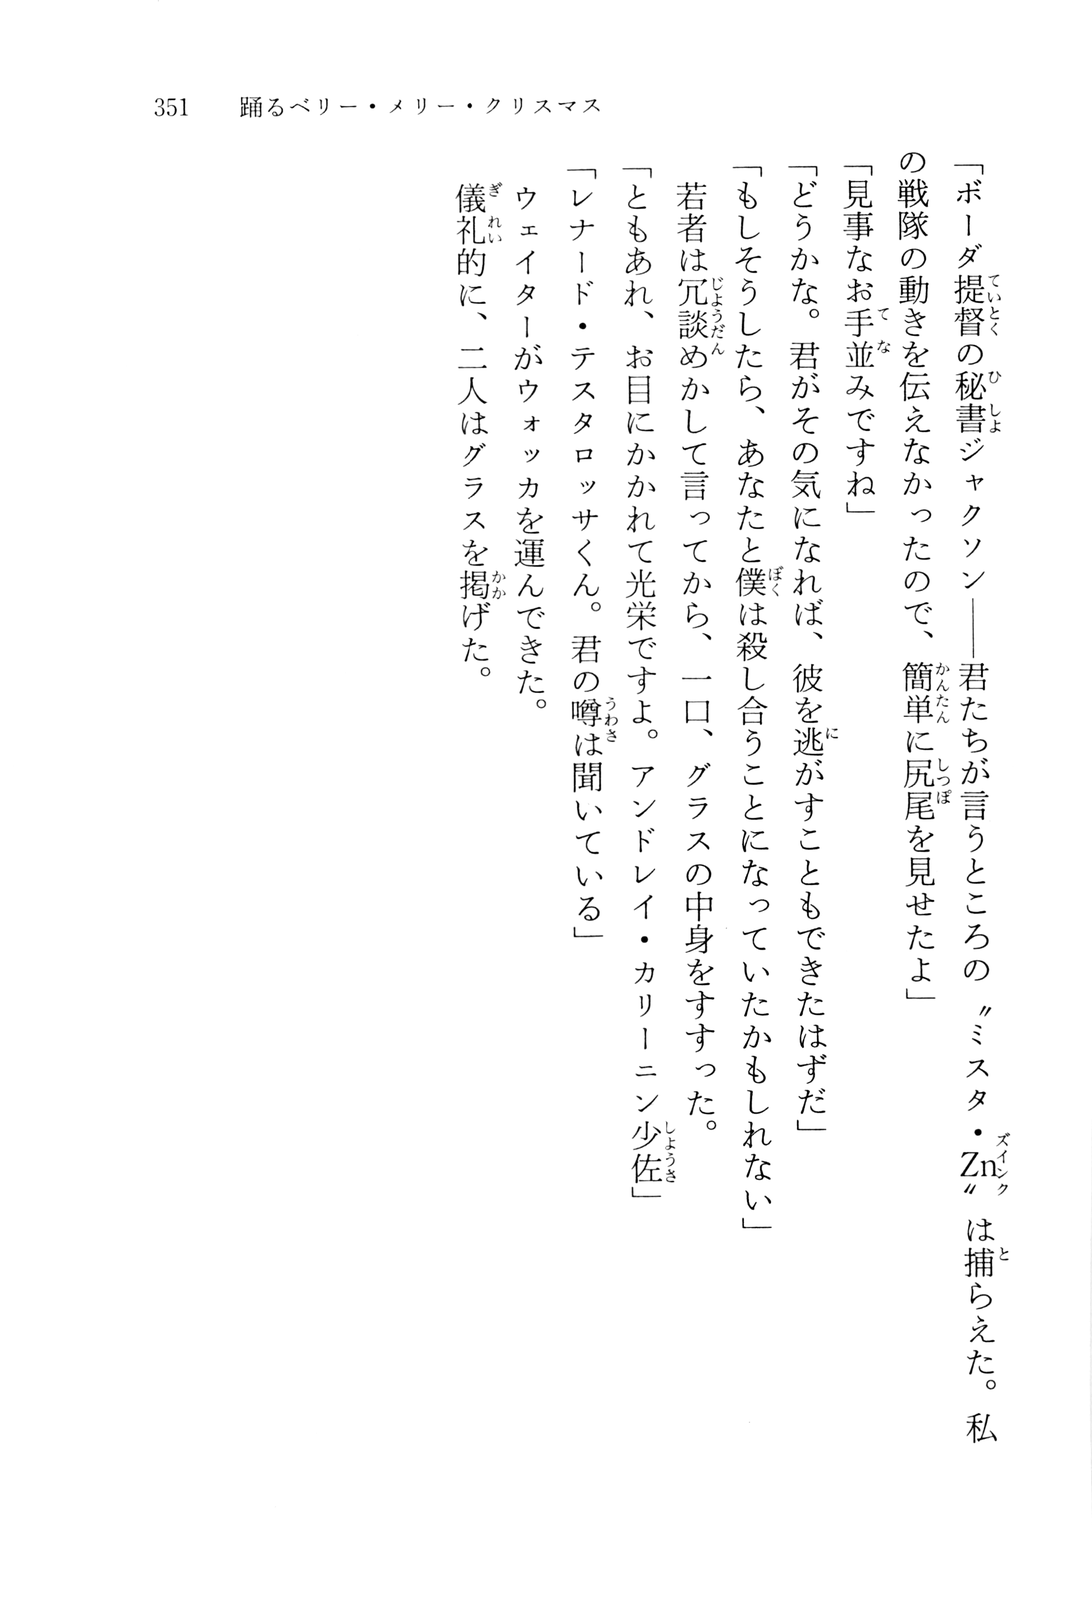 351　踊るベリー・メリー・クリスマス
「ボーダ提督の秘書ジャクソン――君たちが言うところの〝ミスタ・Zn〟は捕らえた。私
の戦隊の動きを伝えなかったので、簡単に尻尾を見せたよ」
「見事なお手並みですね」
「どうかな。君がその気になれば、彼を逃がすこともできたはずだ」
「もしそうしたら、あなたと僕は殺し合うことになっていたかもしれない」
　若者は冗談めかして言ってから、一口、グラスの中身をすすった。
「ともあれ、お目にかかれて光栄ですよ。アンドレイ・カリーニン少佐」
「レナード・テスタロッサくん。君の噂は聞いている」
　ウェイターがウォッカを運んできた。
　儀礼的に、二人はグラスを掲げた。